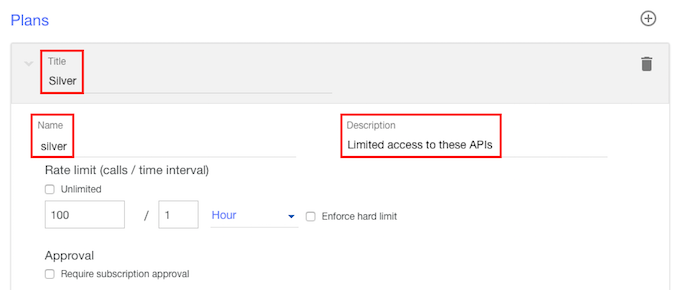 Plans
Title
Silver
Name
Description
silver
Limited access to these APIs
Rate limit (calls / time interval)
Unlimited
100 / 1 Hour Enforce hard limit
Approval
Require subscription approval